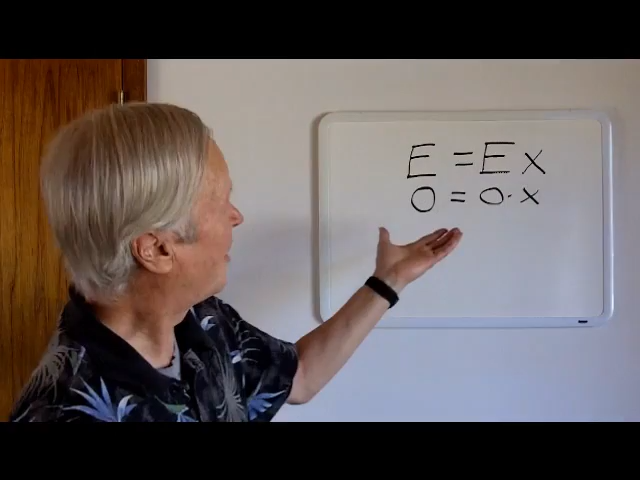 E = Ex
0 = 0·x